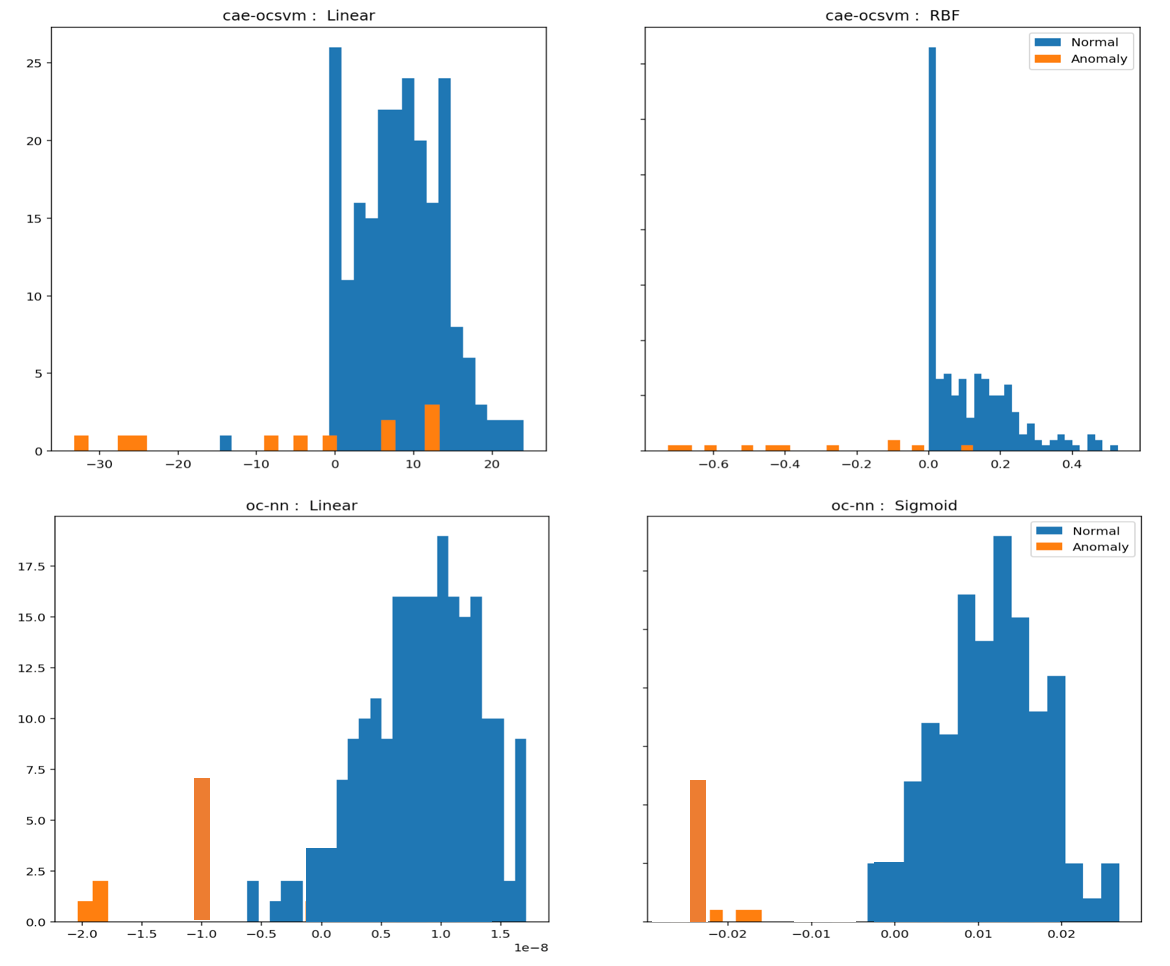 cae-ocsvm :  Linear
25
20
15
10
5
0
−30 −20 −10 0 10 20
cae-ocsvm :  RBF
Normal
Anomaly
−0.6 −0.4 −0.2 0.0 0.2 0.4
oc-nn :  Linear
17.5
15.0
12.5
10.0
7.5
5.0
2.5
0.0
−2.0 −1.5 −1.0 −0.5 0.0 0.5 1.0 1.5
1e−8
oc-nn :  Sigmoid
Normal
Anomaly
−0.02 −0.01 0.00 0.01 0.02